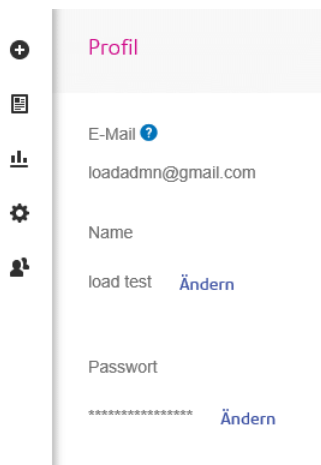 Profil
E-Mail ?
loadadmn@gmail.com
Name
load test Ändern
Passwort
**************** Ändern